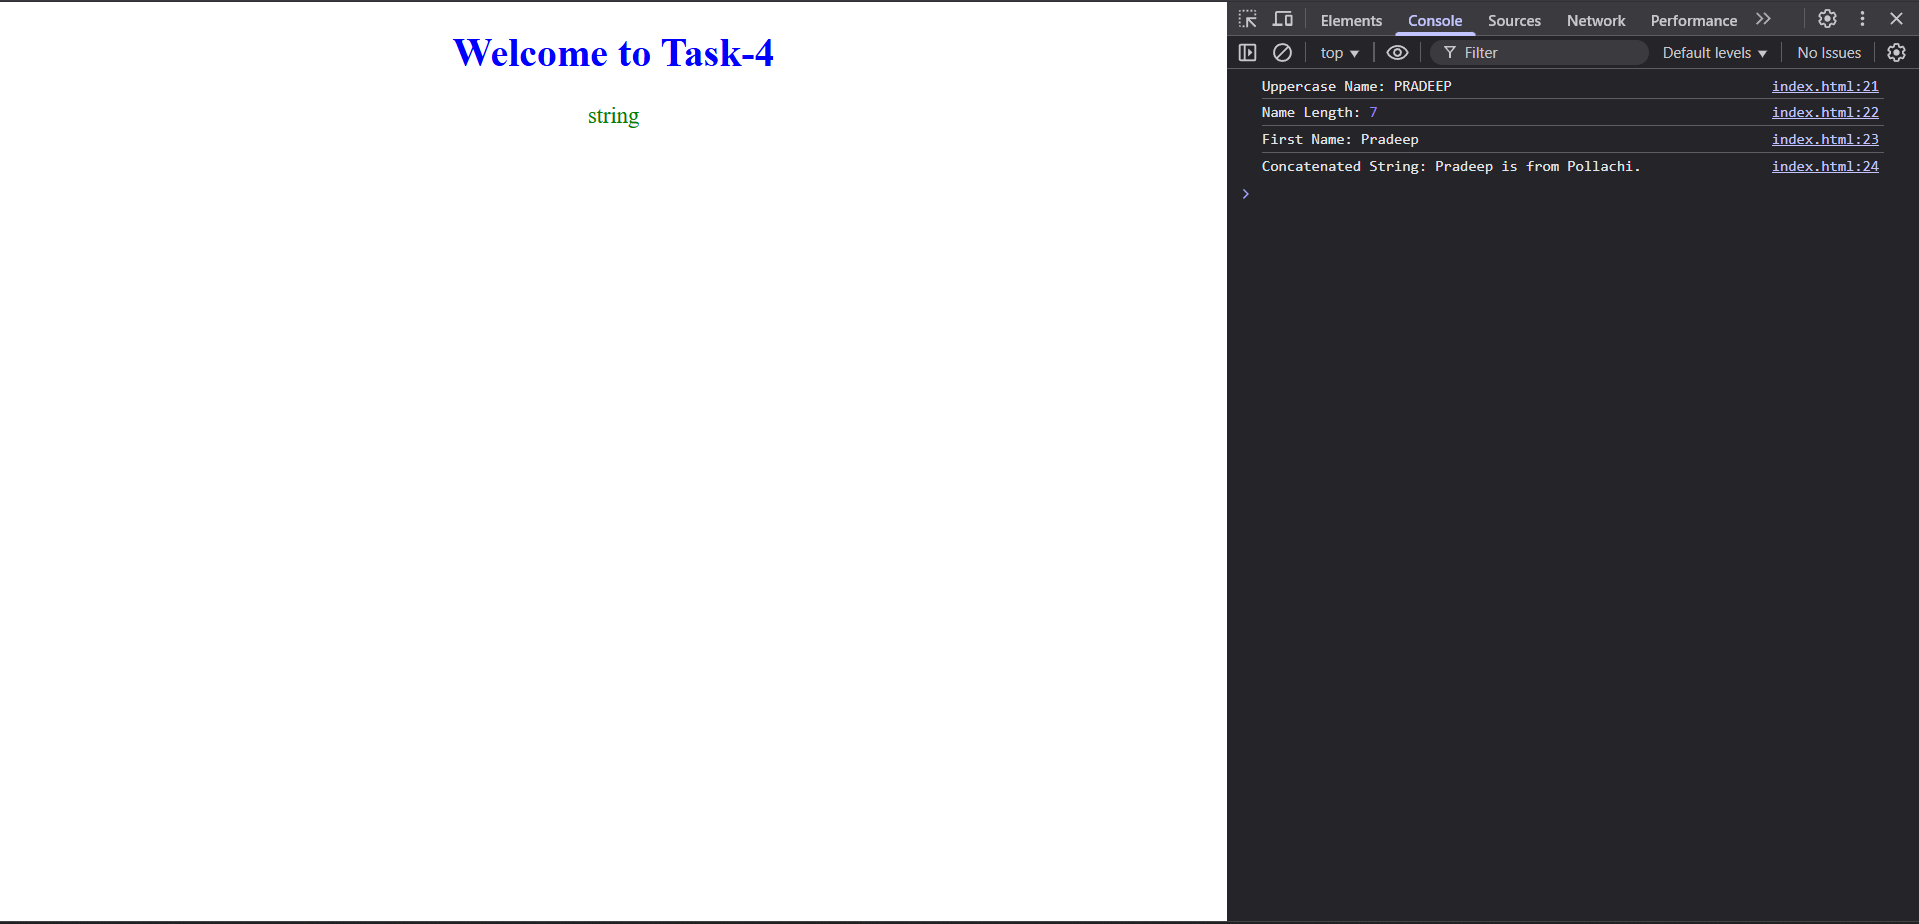 Welcome to Task-4
string
Elements Console Sources Network Performance
top Filter Default levels No Issues
Uppercase Name: PRADEEP index.html:21
Name Length: 7 index.html:22
First Name: Pradeep index.html:23
Concatenated String: Pradeep is from Pollachi. index.html:24